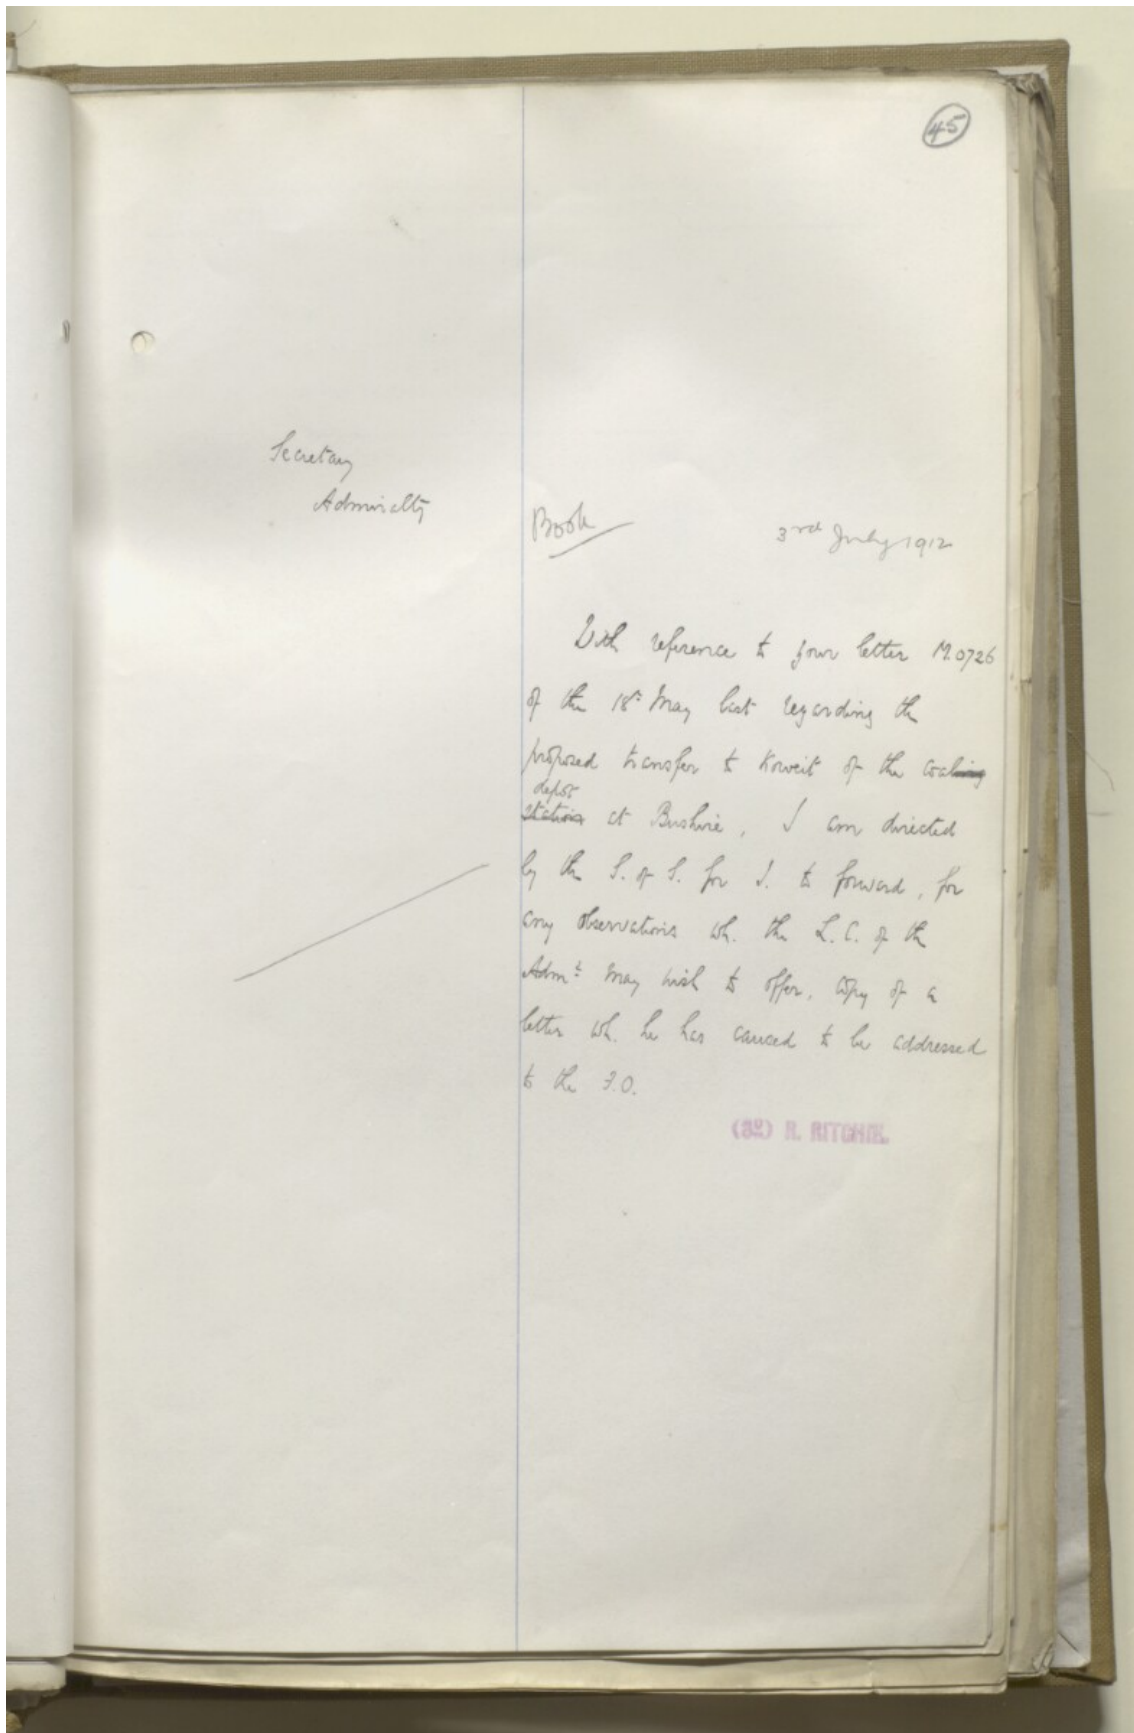 45
Secretary
Admiralty
Book
3rd July 1912
With reference to your letter M.0726
of the 18th May last regarding the
proposed transfer to Koweit of the coaling
depôt
station at Bushire, I am directed
by the S. of S. for I. to forward, for
any observations wh. the L.C. of the
Admt may wish to offer, copy of a
letter wh. he has caused to be addressed
to the F.O.
(Sd) R. RITCHIE.